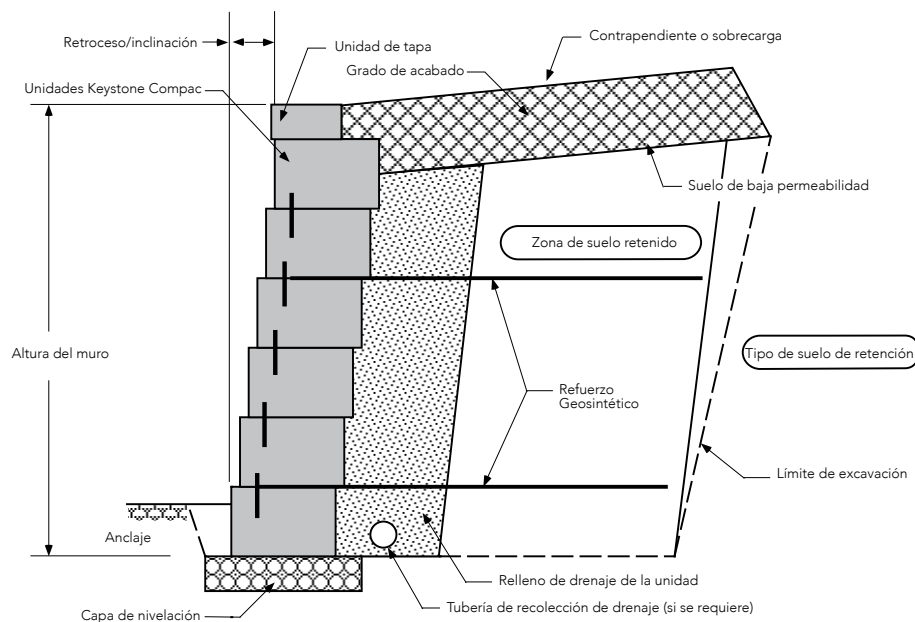 Contrapendiente o sobrecarga
Retroceso/inclinación
Unidad de tapa
Grado de acabado
Unidades Keystone Compac
Suelo de baja permeabilidad
Zona de suelo retenido
Altura del muro
Tipo de suelo de retención
Refuerzo
Geosintético
Límite de excavación
Anclaje
Relleno de drenaje de la unidad
Capa de nivelación
Tubería de recolección de drenaje (si se requiere)